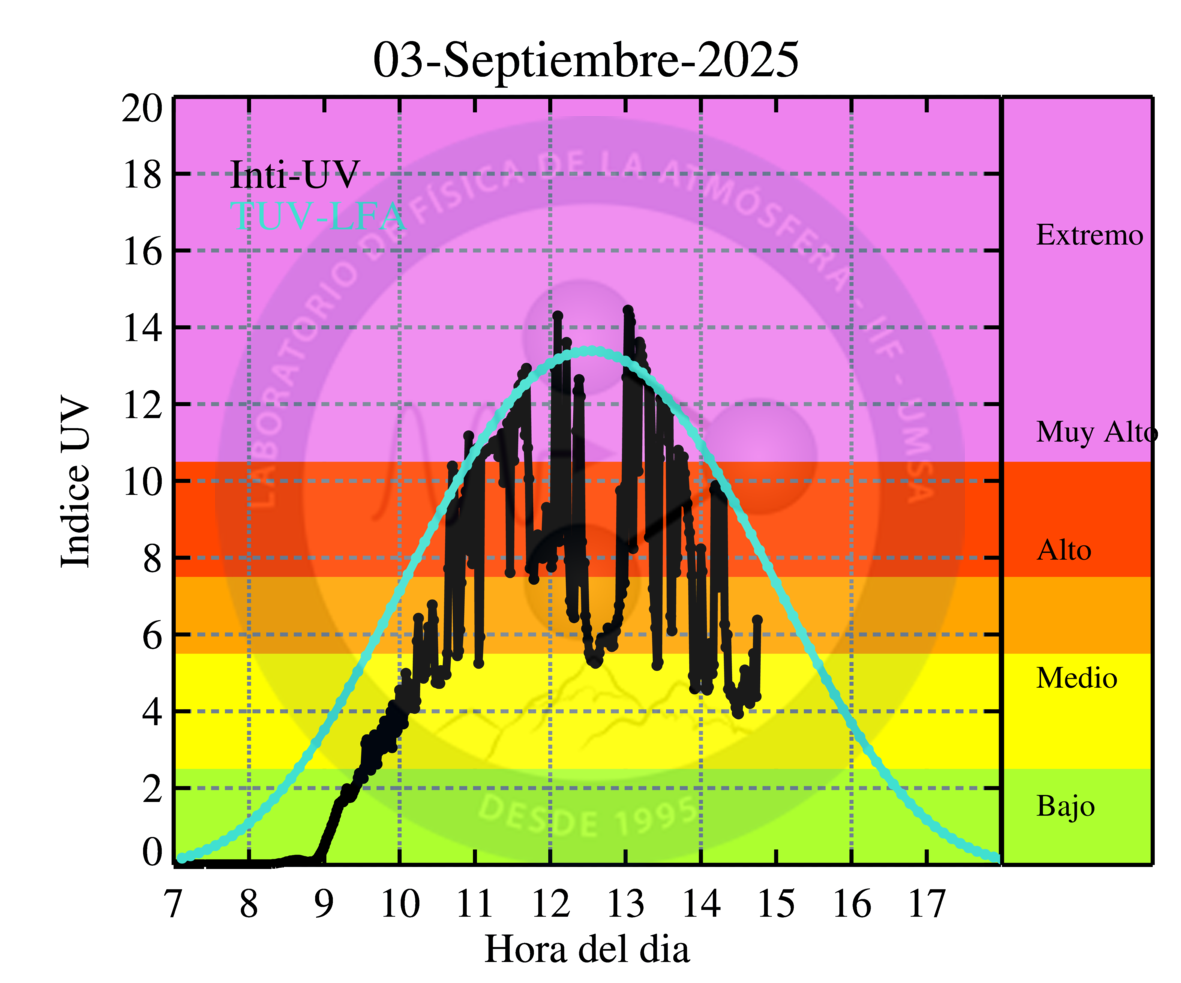 03-Septiembre-2025
20
18
16
14
12
10
8
6
4
2
0
Indice UV
Inti-UV
TUV-LFA
LABORATORIO DE FÍSICA DE LA ATMÓSFERA - IIF - UMSA
DESDE 1995
Extremo
Muy Alto
Alto
Medio
Bajo
7 8 9 10 11 12 13 14 15 16 17
Hora del dia